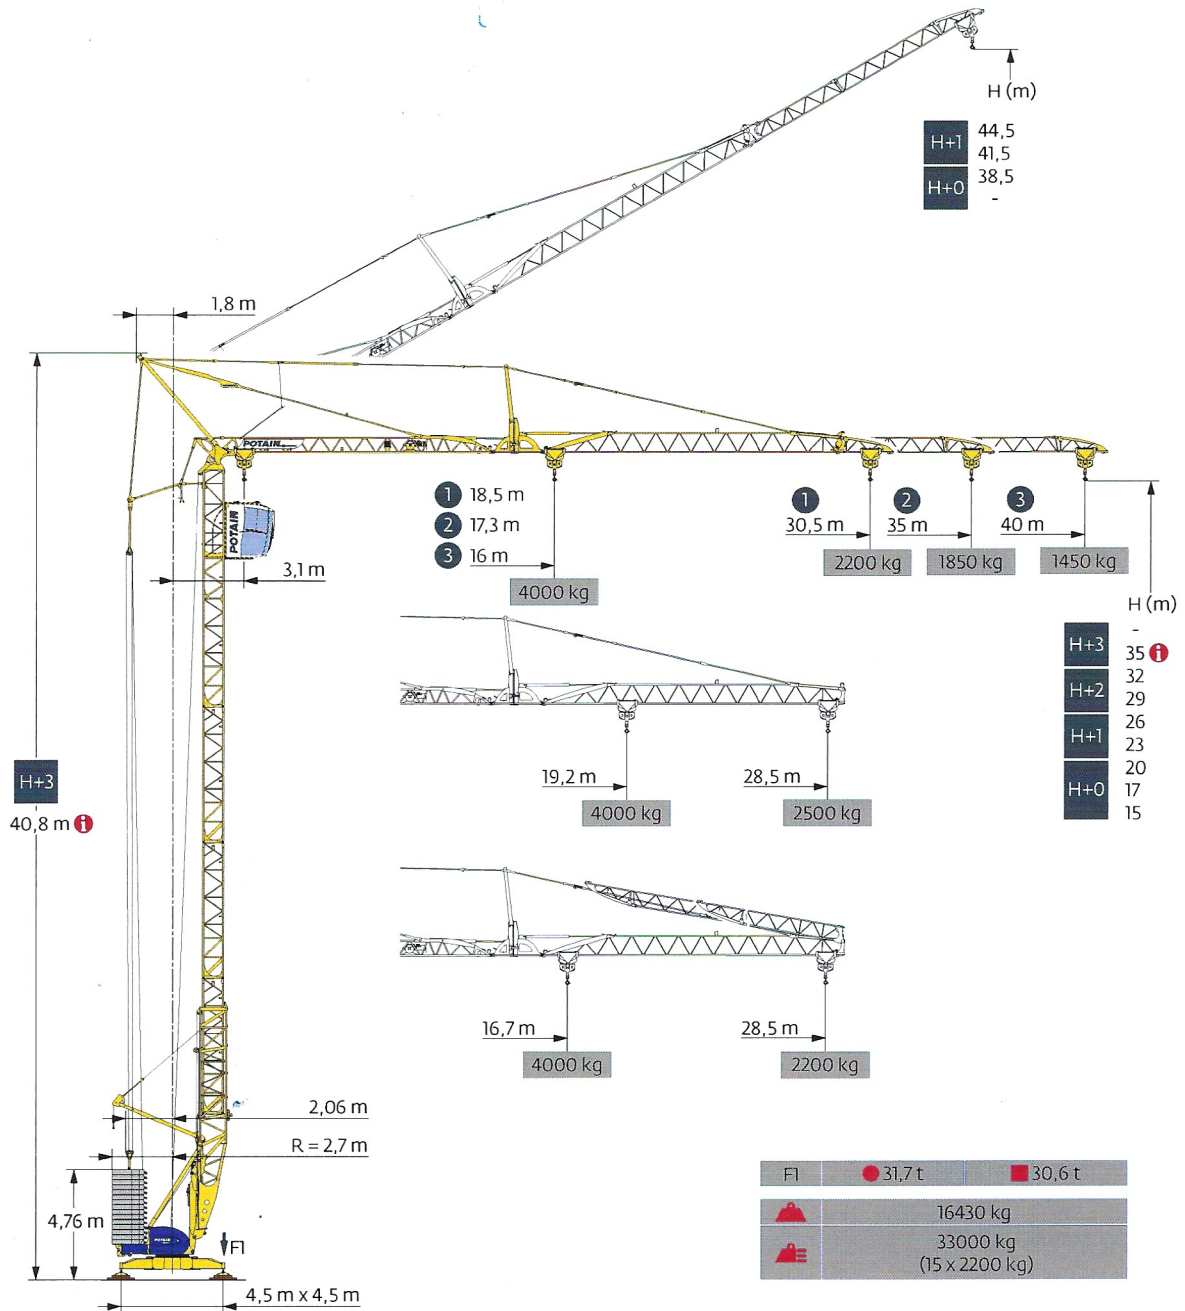 H (m)
H+1
44,5
41,5
H+0
38,5
-
1,8 m
POTAIN
1 18,5 m
2 17,3 m
3 16 m
4000 kg
1
30,5 m
2200 kg
2
35 m
1850 kg
3
40 m
1450 kg
POTAIN
3,1 m
H (m)
-
H+3
35 i
32
H+2
29
26
H+1
23
20
H+0
17
15
19,2 m
4000 kg
28,5 m
2500 kg
H+3
40,8 m i
16,7 m
4000 kg
28,5 m
2200 kg
2,06 m
R = 2,7 m
4,76 m
F1
4,5 m x 4,5 m
F1 31,7 t 30,6 t
16430 kg
33000 kg
(15 x 2200 kg)